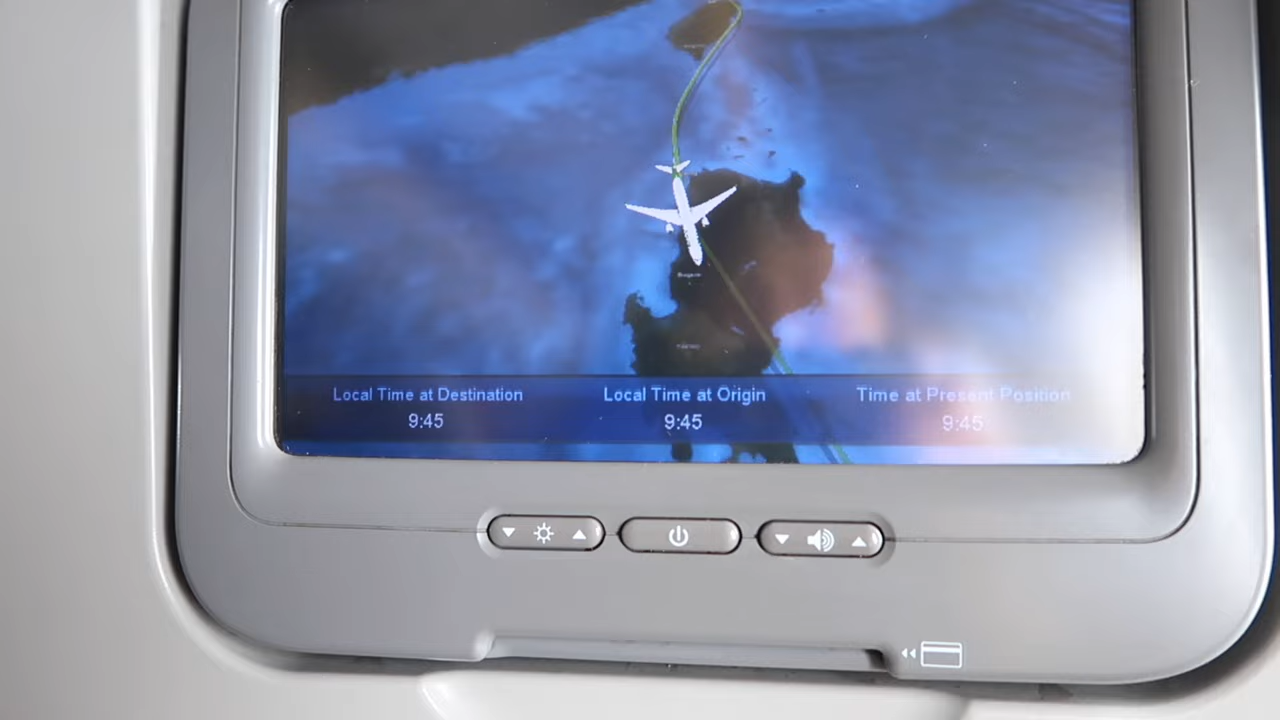 Local Time at Destination
Local Time at Origin
Time at Present Position
9:45
9:45
9:45